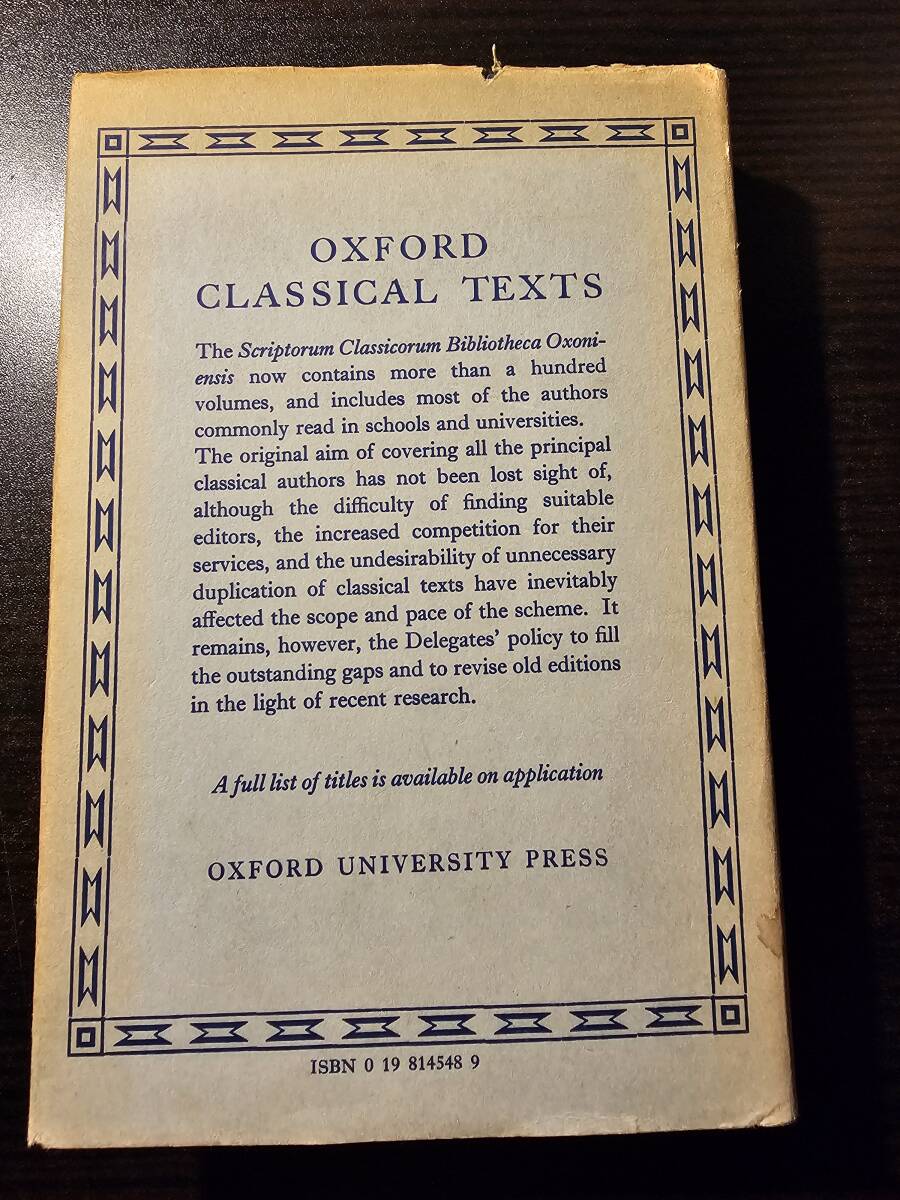 OXFORD
CLASSICAL TEXTS
The Scriptorum Classicorum Bibliotheca Oxoni-
ensis now contains more than a hundred
volumes, and includes most of the authors
commonly read in schools and universities.
The original aim of covering all the principal
classical authors has not been lost sight of,
although the difficulty of finding suitable
editors, the increased competition for their
services, and the undesirability of unnecessary
duplication of classical texts have inevitably
affected the scope and pace of the scheme. It
remains, however, the Delegates' policy to fill
the outstanding gaps and to revise old editions
in the light of recent research.
A full list of titles is available on application
OXFORD UNIVERSITY PRESS
ISBN 0 19 814548 9